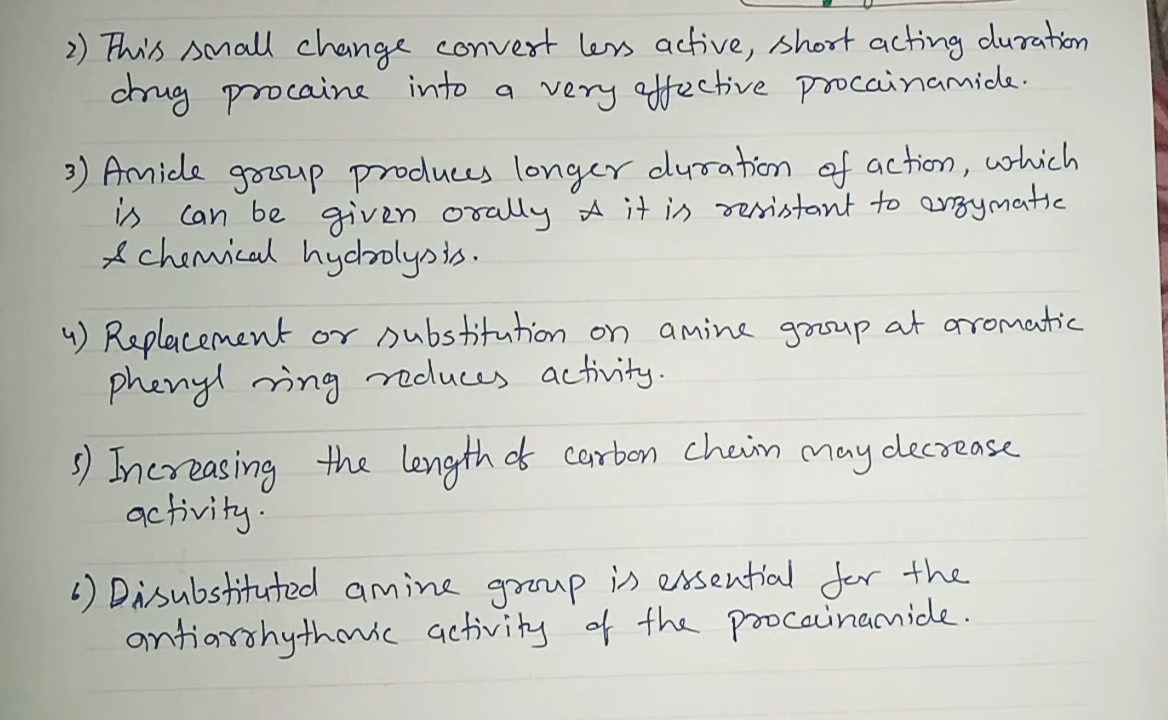 2) This small change convert less active, short acting duration
drug procaine into a very effective procainamide.
3) Amide group produces longer duration of action, which
is can be given orally & it is resistant to enzymatic
& chemical hydrolysis.
4) Replacement or substitution on amine group at aromatic
phenyl ring reduces activity.
5) Increasing the length of carbon chain may decrease
activity.
6) Disubstituted amine group is essential for the
antiarrhythmic activity of the procainamide.